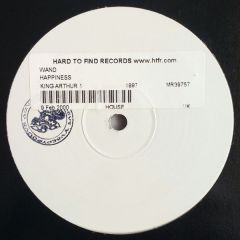 HARD TO FIND RECORDS www.htfr.com
WAND
HAPPINESS
KING ARTHUR 1 1997 MR39757
9 Feb 2000 HOUSE UK